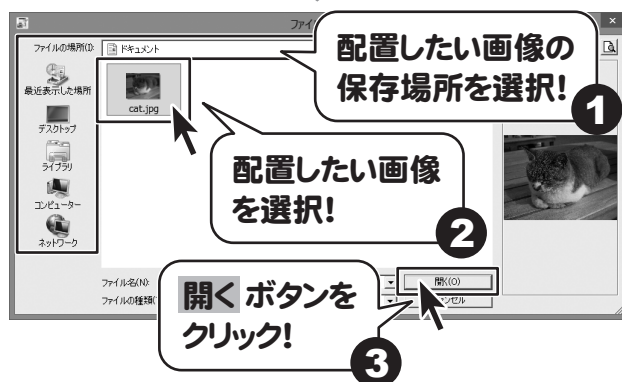 ファイ
ファイルの場所(I):
ドキュメント
配置したい画像の
保存場所を選択!
1
最近表示した場所
デスクトップ
ライブラリ
コンピューター
ネットワーク
cat.jpg
配置したい画像
を選択!
2
ファイル名(N):
開く(O)
ファイルの種類(
ンセル
開く ボタンを
クリック!
3